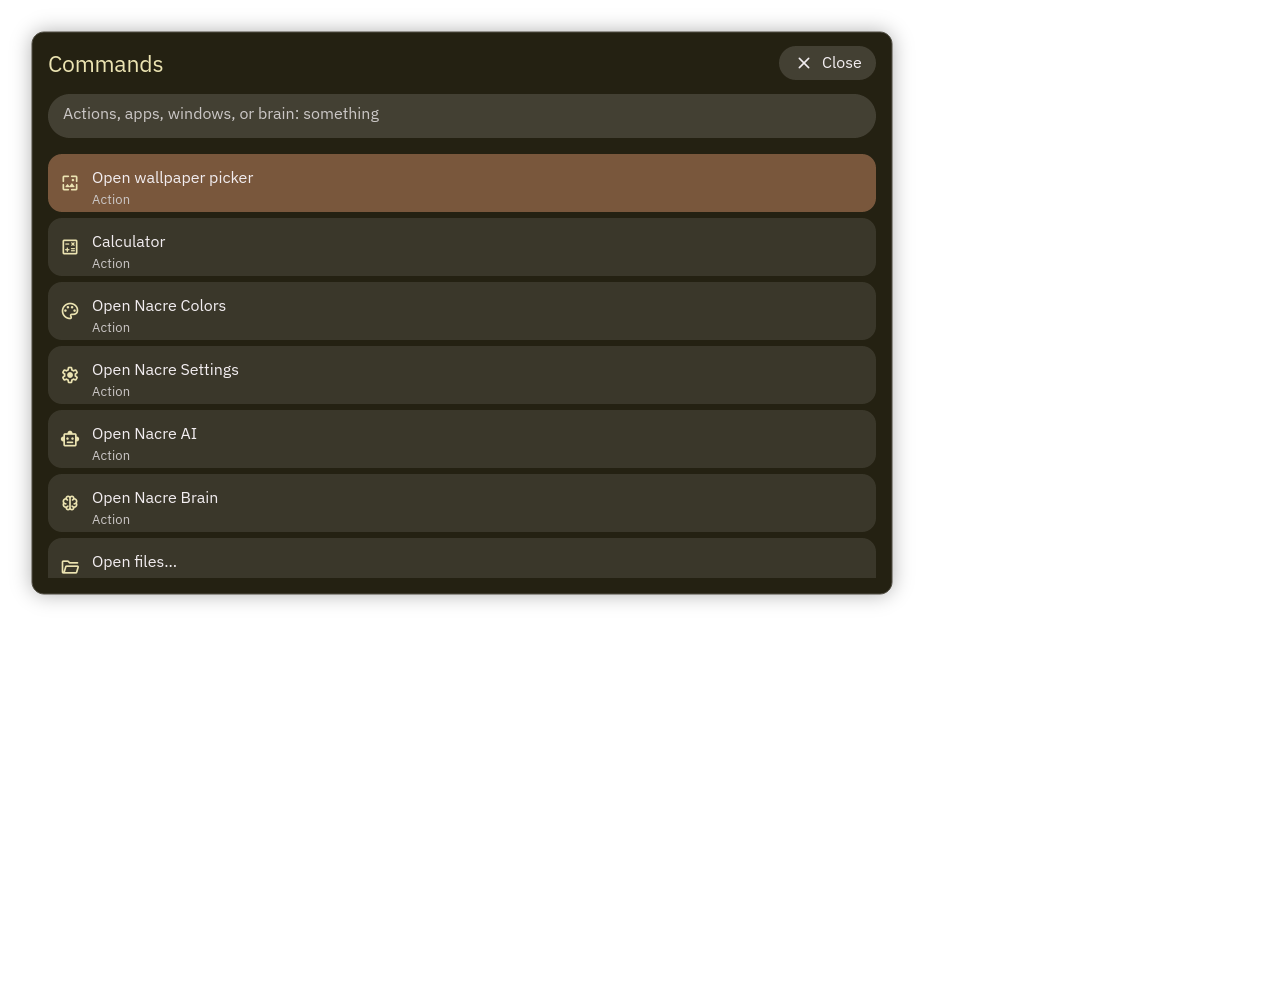 Commands
Close
Actions, apps, windows, or brain: something
Open wallpaper picker
Action
Calculator
Action
Open Nacre Colors
Action
Open Nacre Settings
Action
Open Nacre AI
Action
Open Nacre Brain
Action
Open files...